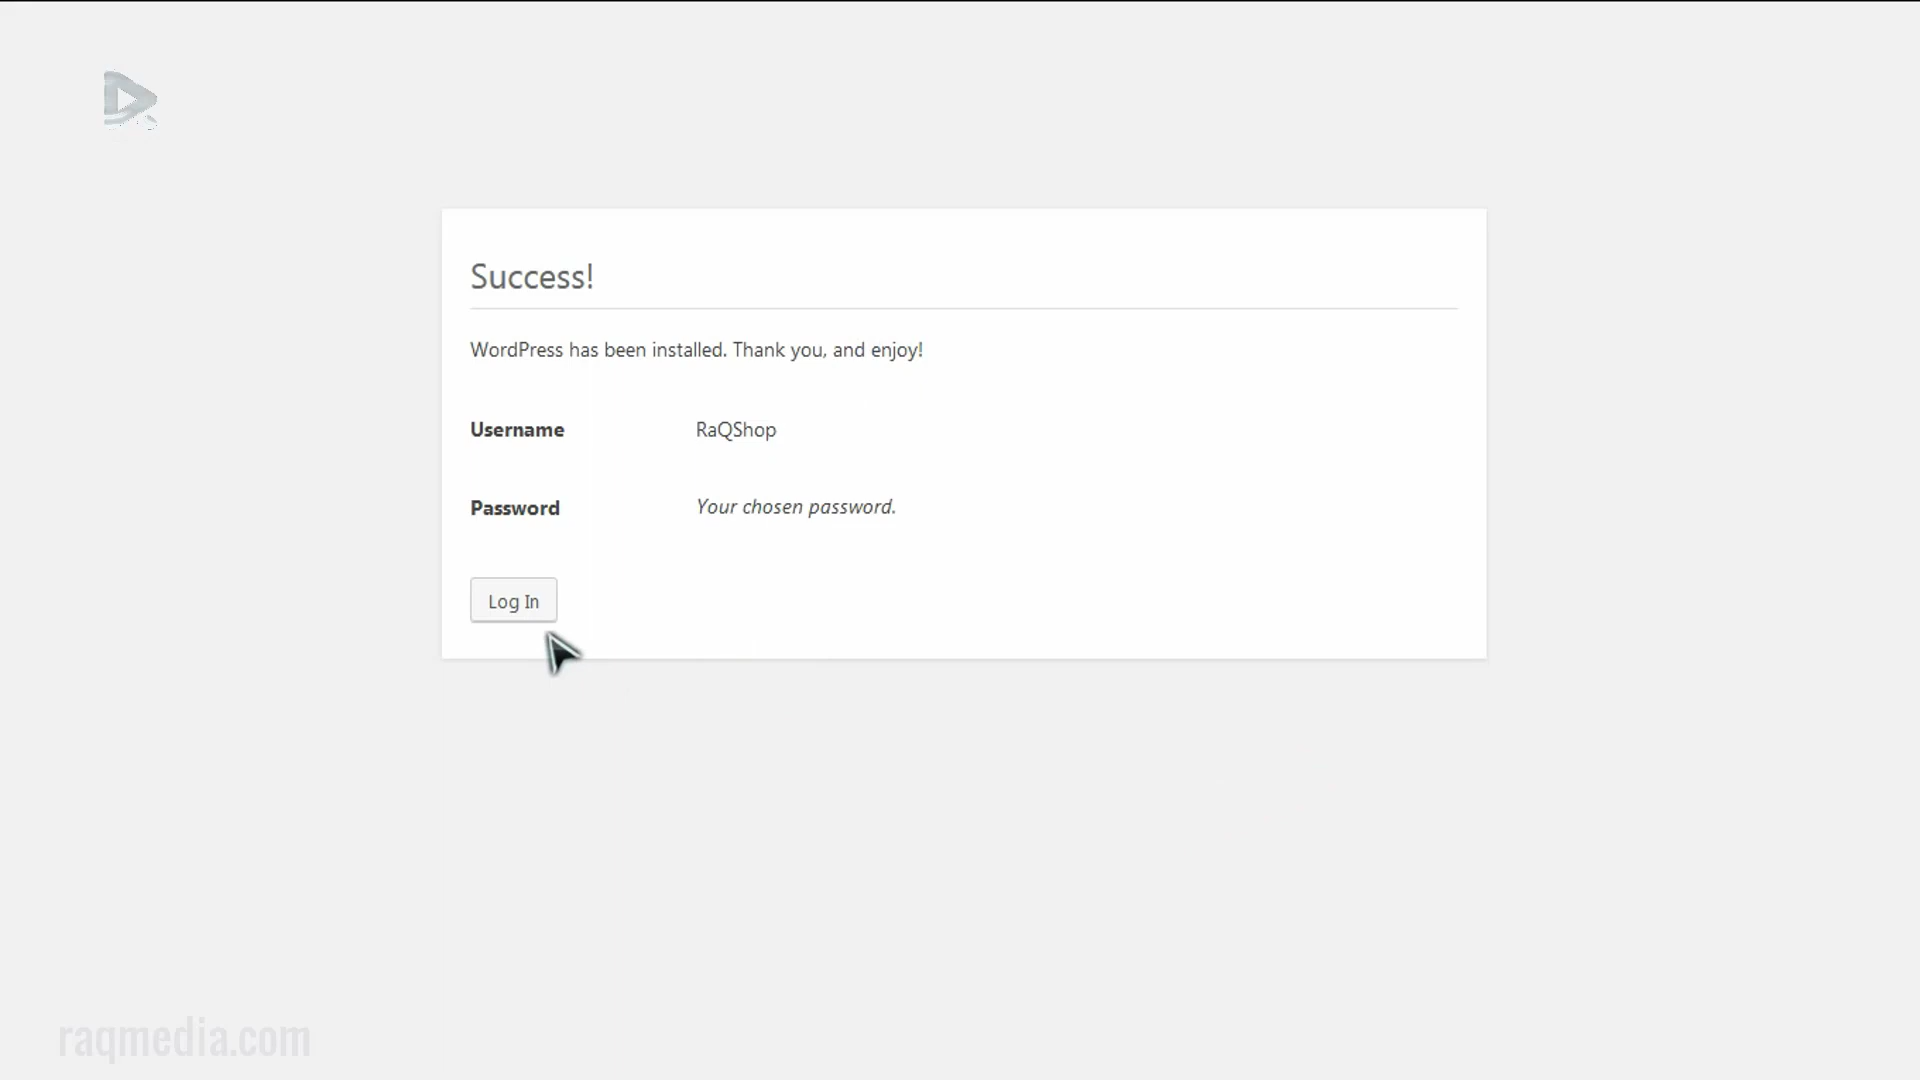 Success!
WordPress has been installed. Thank you, and enjoy!
Username RaQShop
Password Your chosen password.
Log In
raqmedia.com